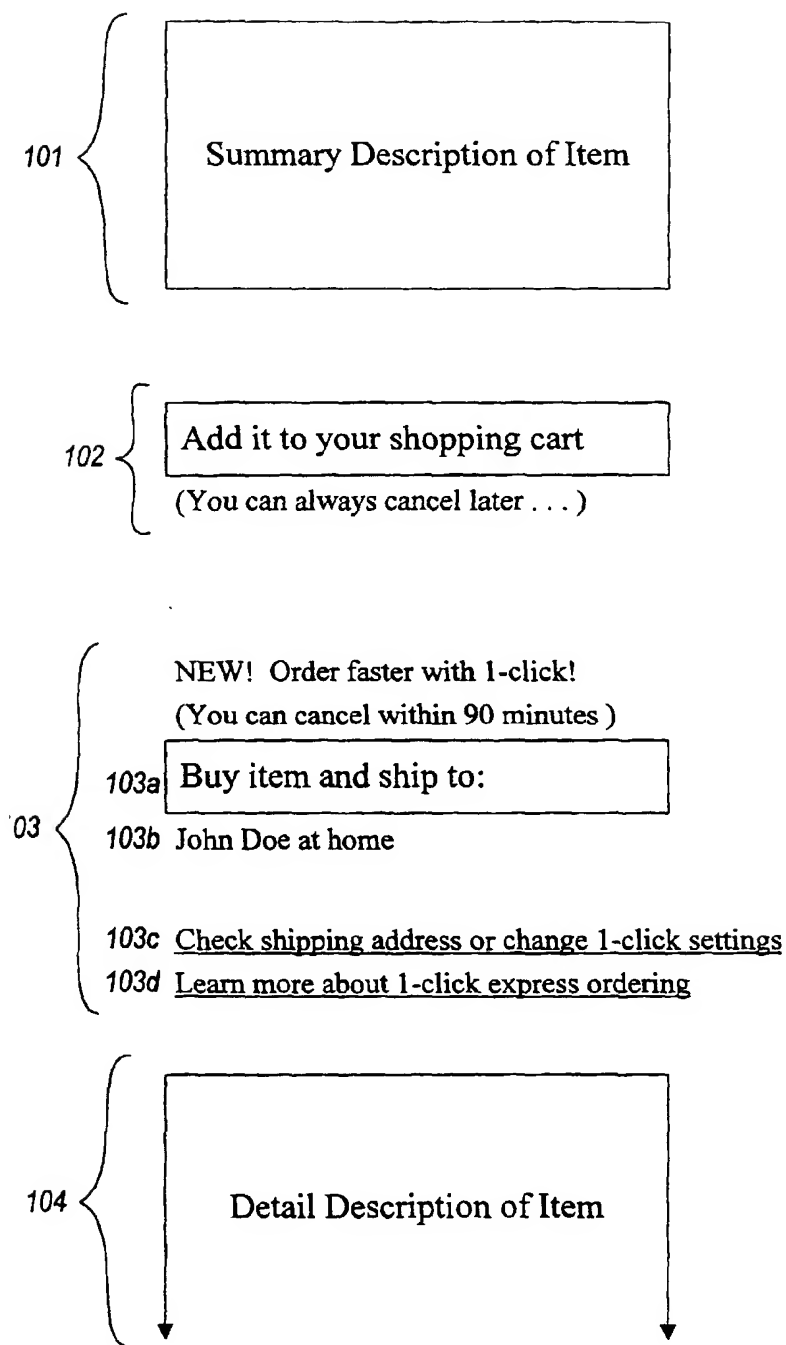 101
Summary Description of Item
102
Add it to your shopping cart
(You can always cancel later . . . )
NEW!  Order faster with 1-click!
(You can cancel within 90 minutes )
103a Buy item and ship to:
03
103b John Doe at home
103c Check shipping address or change 1-click settings
103d Learn more about 1-click express ordering
104
Detail Description of Item